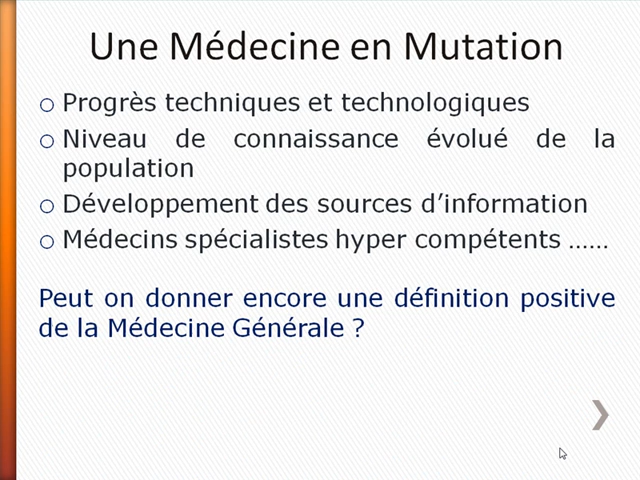 Une Médecine en Mutation
o Progrès techniques et technologiques
o Niveau de connaissance évolué de la
population
o Développement des sources d’information
o Médecins spécialistes hyper compétents ……
Peut on donner encore une définition positive
de la Médecine Générale ?